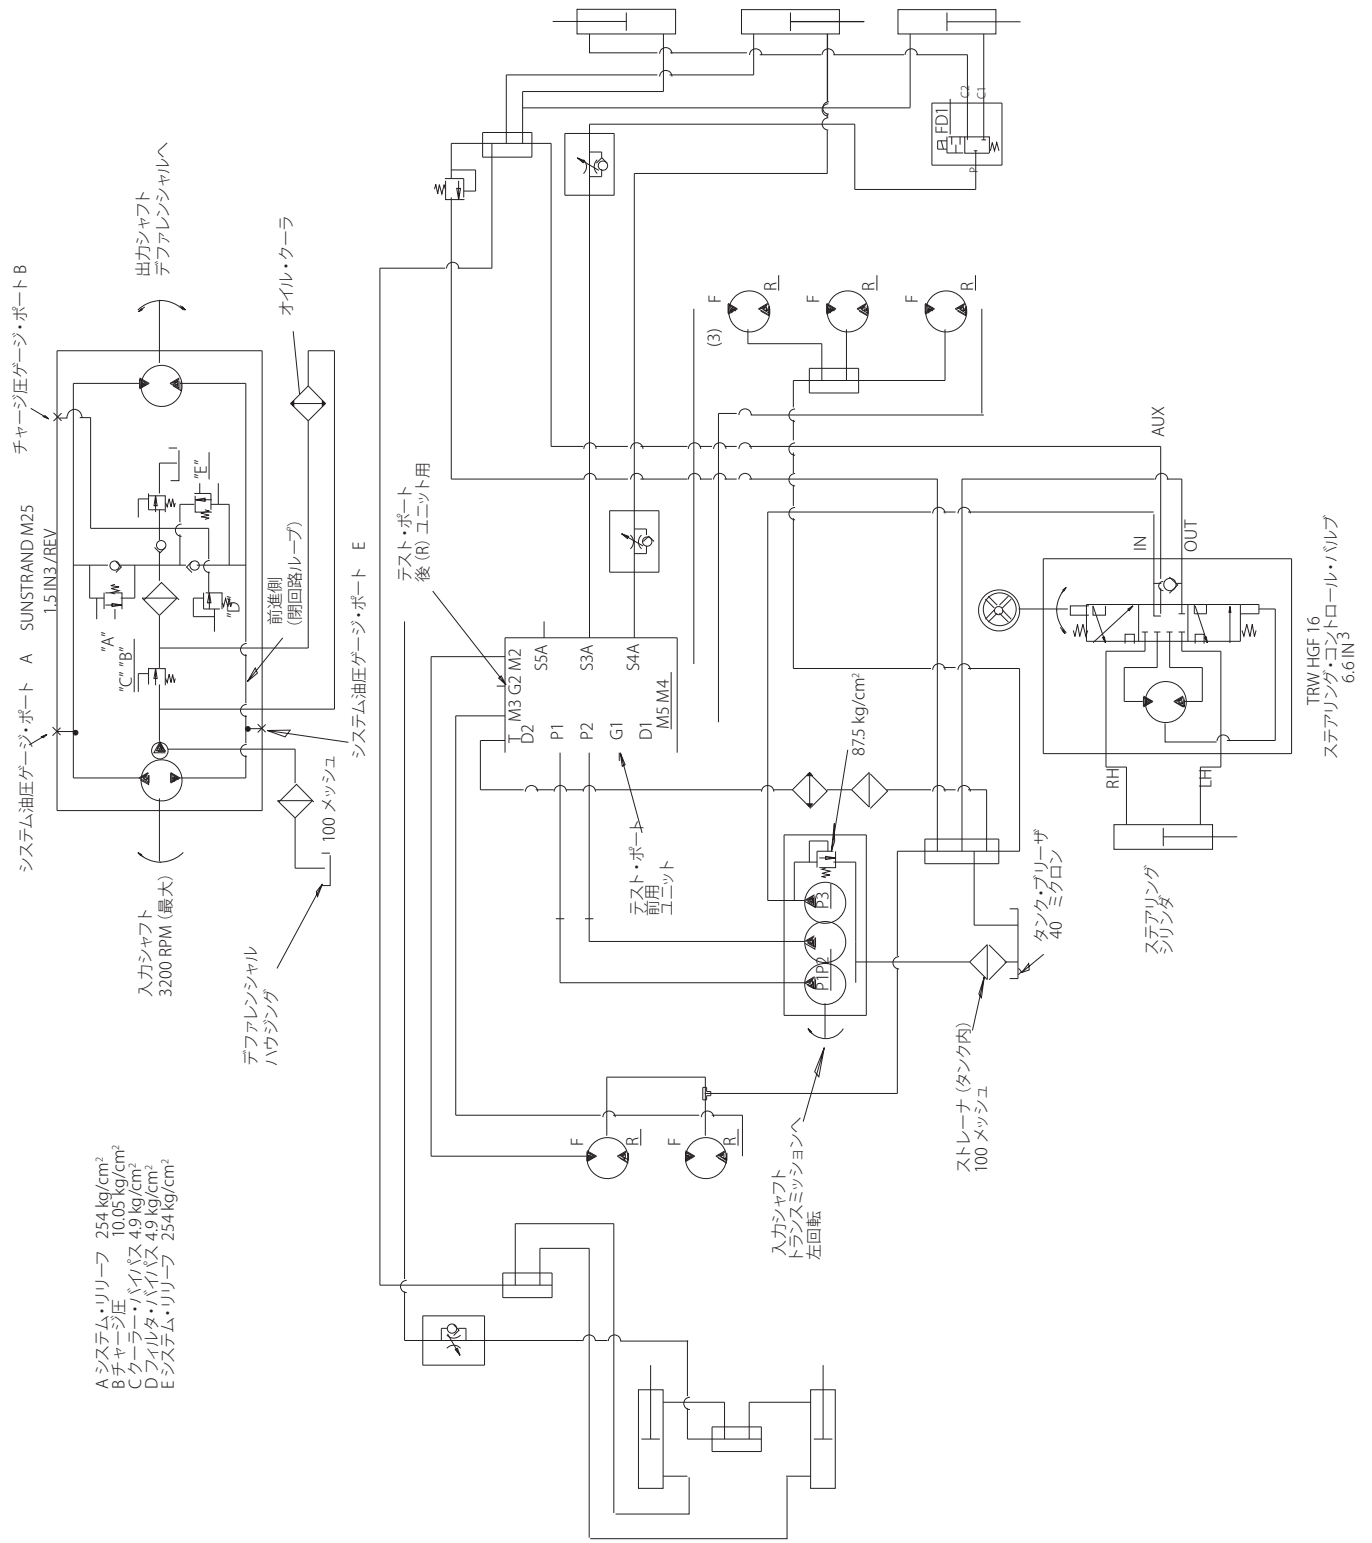 チャージ圧ゲージ・ポート B
システム油圧ゲージ・ポート A
SUNSTRAND M25
1.5 IN3 /REV
出力シャフト
デファレンシャルへ
オイル・クーラ
"A"
"C" "B"
"E"
"D"
前進側
(閉回路ループ)
システム油圧ゲージ・ポート E
入力シャフト
3200 RPM (最大)
100 メッシュ
デファレンシャル
ハウジング
A システム・リリーフ 254 kg/cm²
B チャージ圧 10.05 kg/cm²
C クーラー・バイパス 4.9 kg/cm²
D フィルタ・バイパス 4.9 kg/cm²
E システム・リリーフ 254 kg/cm²
テスト・ポート
後 (R) ユニット用
T M3 G2 M2
D2
P1
P2
G1
D1
M5 M4
S5A
S3A
S4A
テスト・ポート
前用
ユニット
FD1
C2
C1
P
(3)
F
R
F
R
F
R
F
R
F
R
87.5 kg/cm²
P1 P2
P3
入力シャフト
トランスミッションへ
左回転
ストレーナ (タンク内)
100 メッシュ
タンク・ブリーザ
40 ミクロン
AUX
IN
OUT
RH
LH
ステアリング
シリンダ
TRW HGF 16
ステアリング・コントロール・バルブ
6.6 IN3